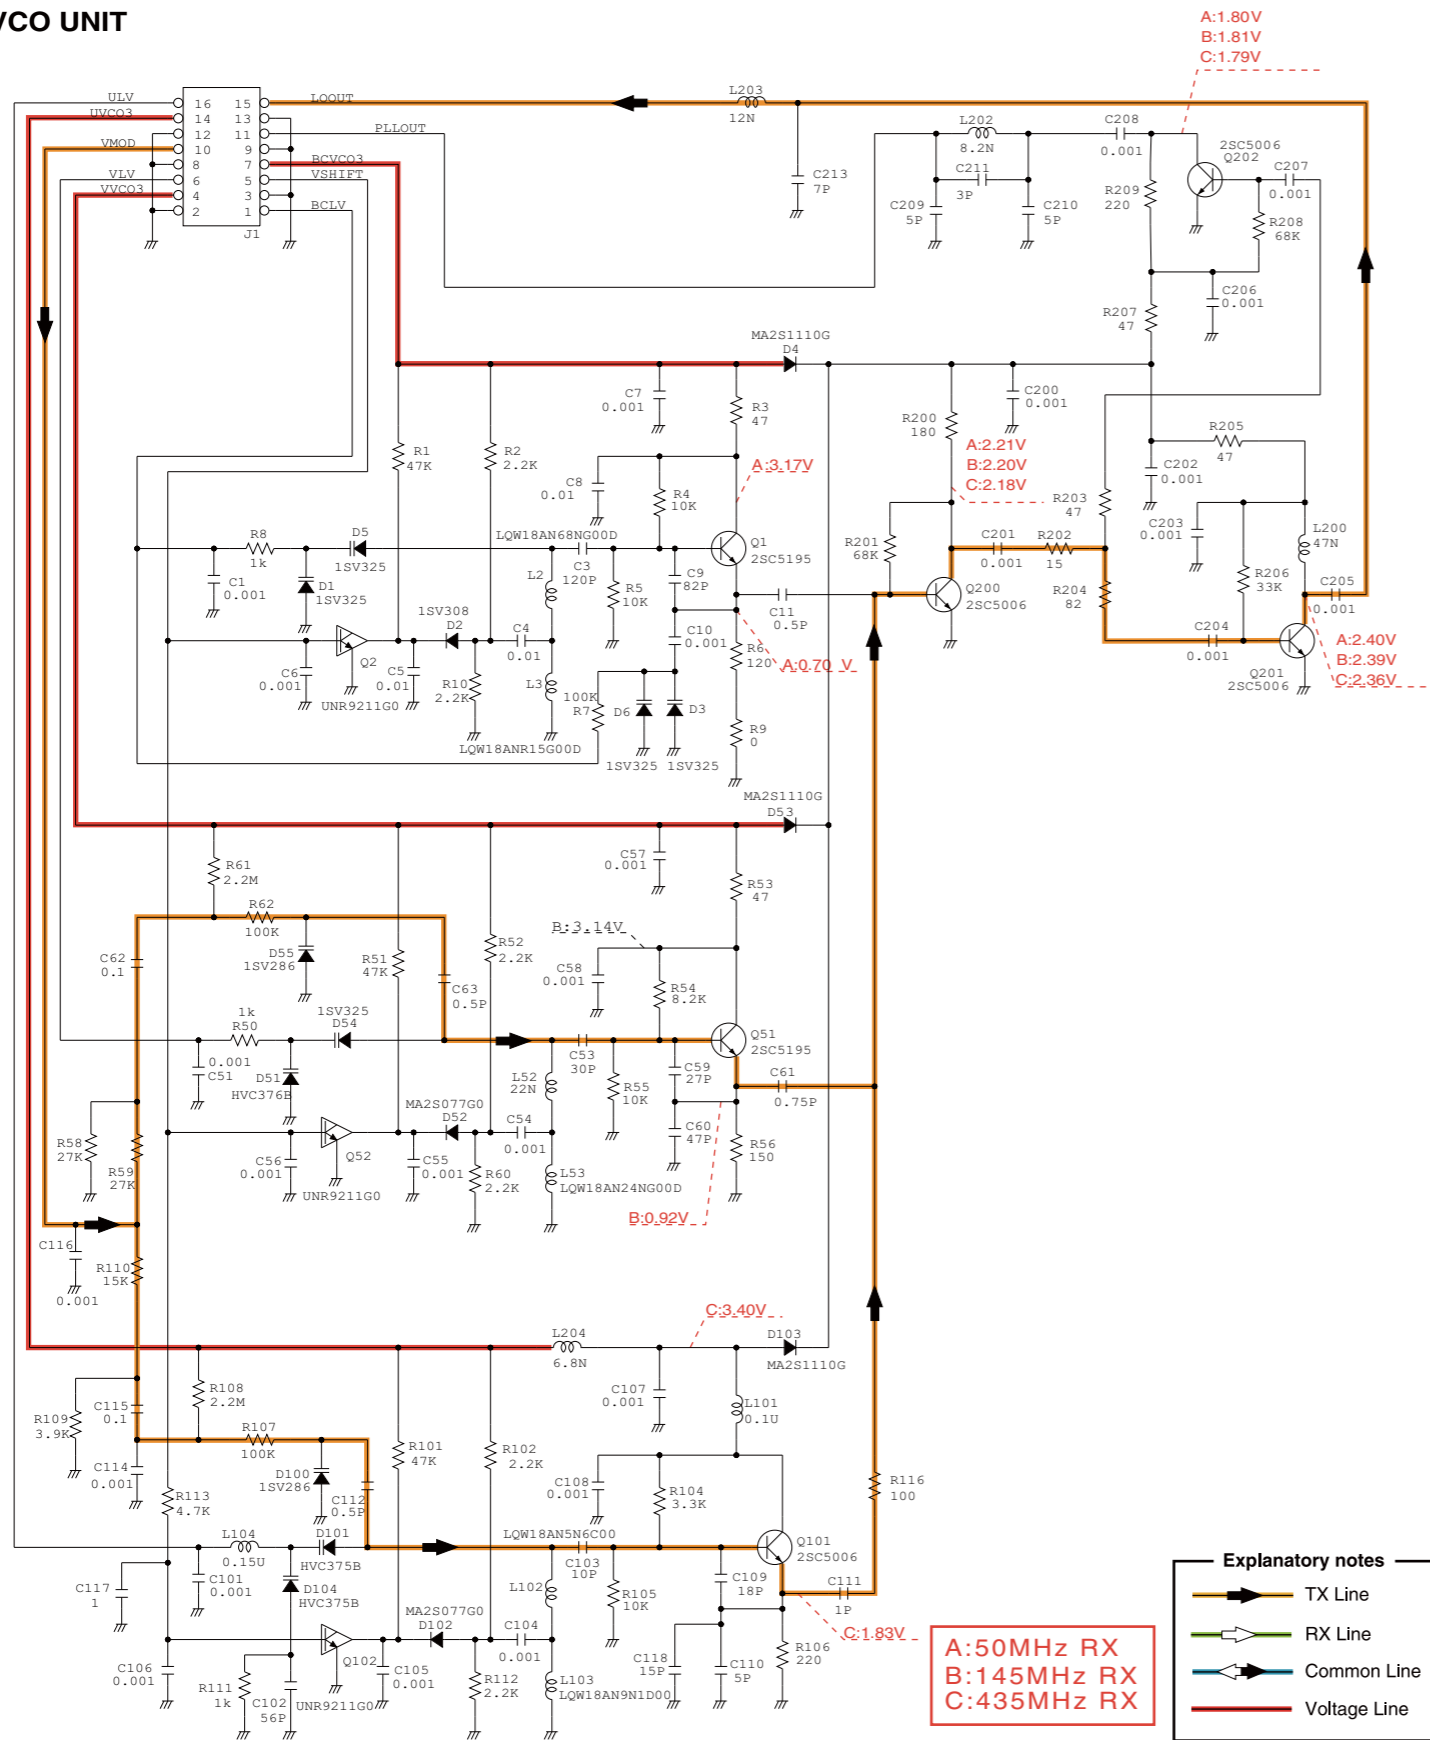 VCO UNIT
A:1.80V
B:1.81V
C:1.79V
ULV
16
15
LOOUT
UVCO3
14
13
12
11
PLLOUT
VMOD
10
9
8
7
BCVCO3
VLV
6
5
VSHIFT
VVCO3
4
3
2
1
BCLV
J1
L203
12N
C213
7P
L202
8.2N
C211
3P
C209
5P
C210
5P
C208
0.001
2SC5006
Q202
C207
0.001
R209
220
R208
68K
C206
0.001
R207
47
MA2S1110G
D4
C7
0.001
R3
47
C200
0.001
R200
180
R205
47
R1
47K
R2
2.2K
A:2.21V
B:2.20V
C:2.18V
C8
0.01
R4
10K
A:3.17V
C202
0.001
R203
47
C203
0.001
L200
47N
R8
1k
D5
1SV325
LQW18AN68NG00D
C3
120P
Q1
2SC5195
R201
68K
C201
0.001
R202
15
R206
33K
C1
0.001
D1
1SV325
L2
R5
10K
C9
82P
C11
0.5P
Q200
2SC5006
R204
82
C205
0.001
1SV308
D2
C4
0.01
C10
0.001
R6
120
A:0.70 V
C204
0.001
Q201
2SC5006
A:2.40V
B:2.39V
C:2.36V
C6
0.001
Q2
UNR9211G0
C5
0.01
R10
2.2K
L3
LQW18ANR15G00D
100K
R7
D6
1SV325
D3
1SV325
R9
0
MA2S1110G
D53
R61
2.2M
C57
0.001
R53
47
R62
100K
C62
0.1
D55
1SV286
R51
47K
R52
2.2K
B:3.14V
C58
0.001
R54
8.2K
C63
0.5P
1k
R50
1SV325
D54
C53
30P
Q51
2SC5195
0.001
C51
D51
HVC376B
L52
22N
R55
10K
C59
27P
C61
0.75P
R58
27K
R59
27K
MA2S077G0
D52
C54
0.001
C60
47P
R56
150
C56
0.001
Q52
UNR9211G0
C55
0.001
R60
2.2K
L53
LQW18AN24NG00D
B:0.92V
C116
0.001
R110
15K
C:3.40V
L204
6.8N
D103
MA2S1110G
R108
2.2M
C107
0.001
L101
0.1U
R109
3.9K
C115
0.1
R107
100K
R101
47K
R102
2.2K
C114
0.001
D100
1SV286
C112
0.5P
C108
0.001
R104
3.3K
R116
100
R113
4.7K
L104
0.15U
D101
HVC375B
LQW18AN5N6C00
C103
10P
Q101
2SC5006
C117
1
C101
0.001
D104
HVC375B
L102
R105
10K
C109
18P
C111
1P
MA2S077G0
D102
C104
0.001
C:1.83V
C106
0.001
R111
1k
C102
56P
Q102
UNR9211G0
C105
0.001
R112
2.2K
L103
LQW18AN9N1D00
C118
15P
C110
5P
R106
220
A:50MHz RX
B:145MHz RX
C:435MHz RX
Explanatory notes
TX Line
RX Line
Common Line
Voltage Line